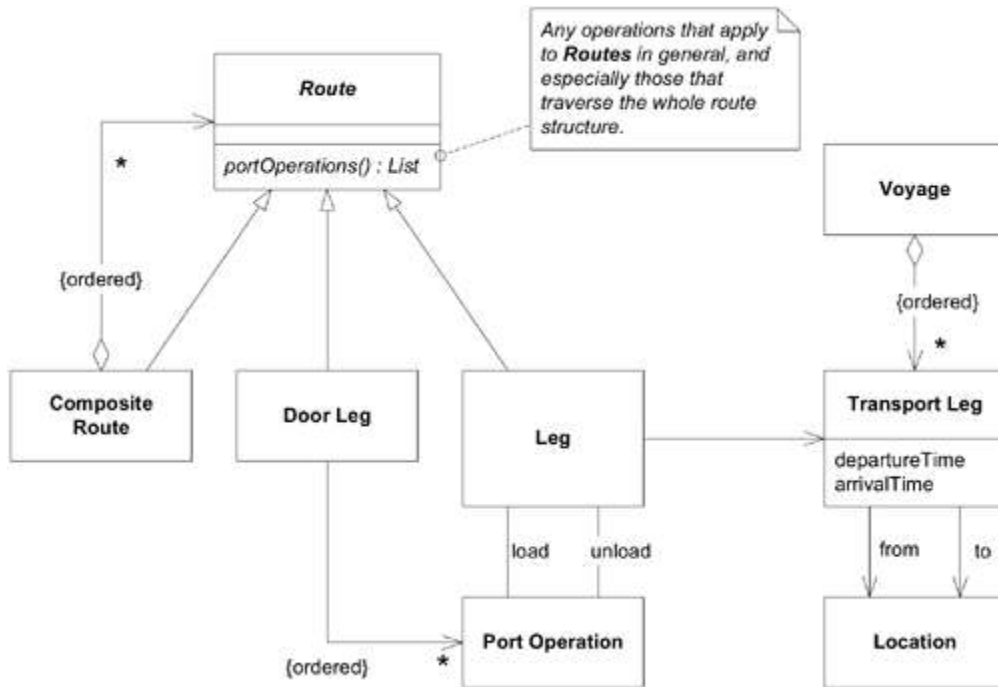 Any operations that apply
to Routes in general, and
especially those that
traverse the whole route
structure.
Route
portOperations() : List
*
{ordered}
Voyage
{ordered}
*
Composite
Route
Door Leg
Leg
Transport Leg
departureTime
arrivalTime
load
unload
from
to
Port Operation
Location
{ordered}
*